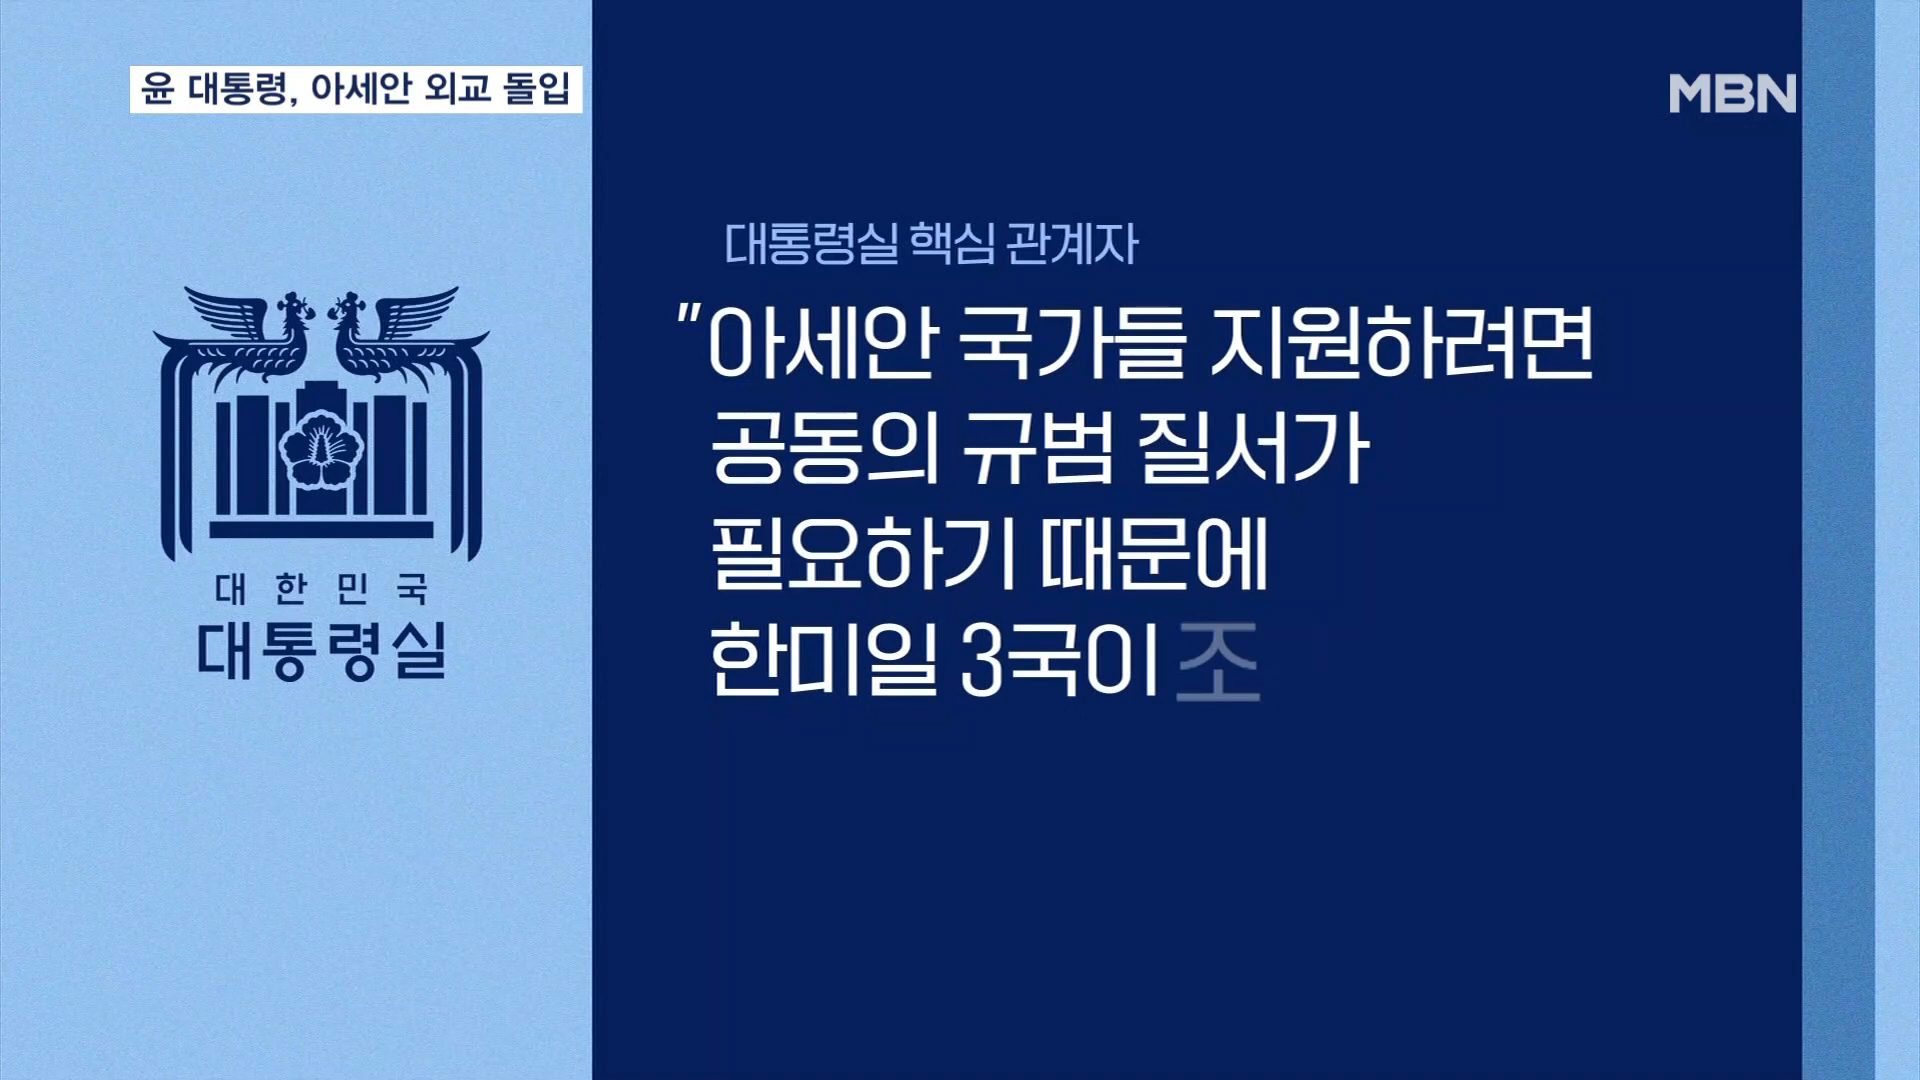 윤 대통령, 아세안 외교 돌입
MBN
대통령실 핵심 관계자
"아세안 국가들 지원하려면
공동의 규범 질서가
필요하기 때문에
한미일 3국이 조
대한민국
대통령실